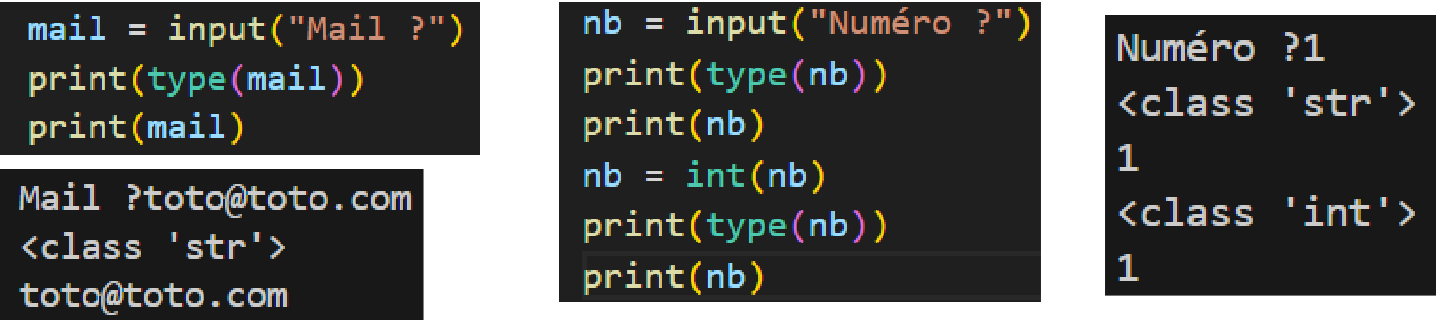 mail = input("Mail ?")
print(type(mail))
print(mail)
Mail ?toto@toto.com
<class 'str'>
toto@toto.com
nb = input("Numéro ?")
print(type(nb))
print(nb)
nb = int(nb)
print(type(nb))
print(nb)
Numéro ?1
<class 'str'>
1
<class 'int'>
1